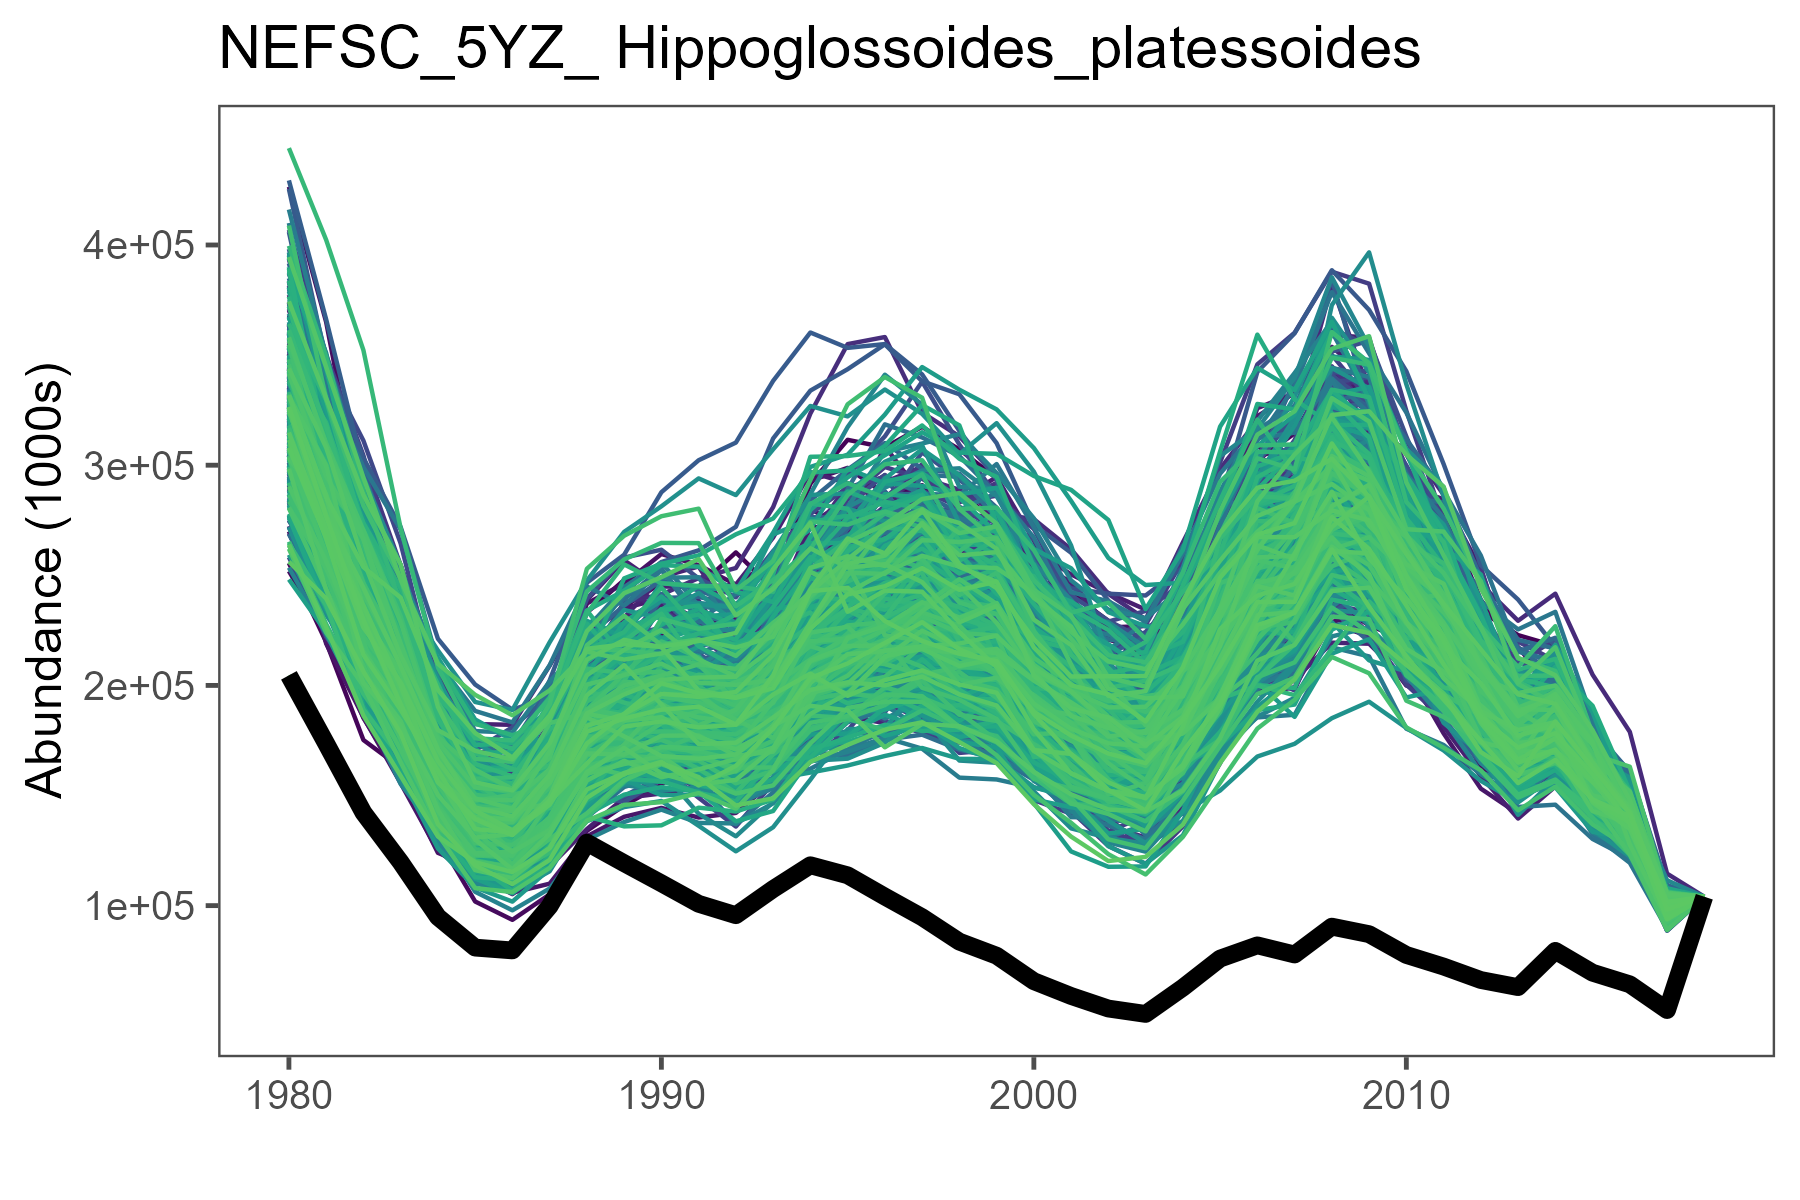 NEFSC_5YZ_ Hippoglossoides_platessoides
Abundance (1000s)
4e+05
3e+05
2e+05
1e+05
1980
1990
2000
2010